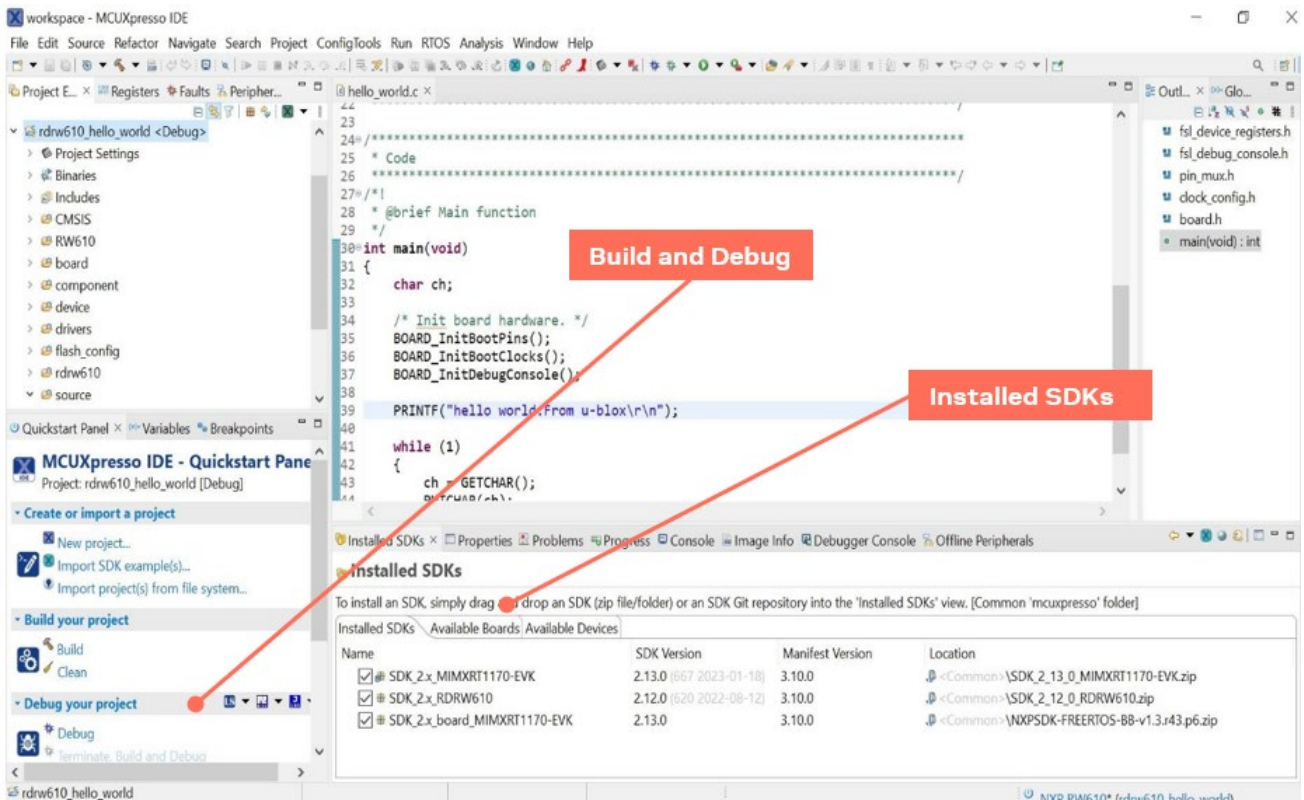 workspace - MCUXpresso IDE
File Edit Source Refactor Navigate Search Project ConfigTools Run RTOS Analysis Window Help
Project E... Registers Faults Peripher...
rdrw610_hello_world <Debug>
Project Settings
Binaries
Includes
CMSIS
RW610
board
component
device
drivers
flash_config
rdrw610
source
hello_world.c
22
23
24 /*******************************************************************************
25 * Code
26 ******************************************************************************/
27 /*!
28 * @brief Main function
29 */
30 int main(void)
31 {
32 char ch;
33
34 /* Init board hardware. */
35 BOARD_InitBootPins();
36 BOARD_InitBootClocks();
37 BOARD_InitDebugConsole();
38
39 PRINTF("hello world.from u-blox\r\n");
40
41 while (1)
42 {
43 ch = GETCHAR();
44 PUTCHAR(ch);
Build and Debug
Installed SDKs
Outl... Glo...
fsl_device_registers.h
fsl_debug_console.h
pin_mux.h
clock_config.h
board.h
main(void) : int
Quickstart Panel Variables Breakpoints
MCUXpresso IDE - Quickstart Pane
Project: rdrw610_hello_world [Debug]
Create or import a project
New project...
Import SDK example(s)...
Import project(s) from file system...
Build your project
Build
Clean
Debug your project
Debug
Terminate, Build and Debug
Installed SDKs Properties Problems Progress Console Image Info Debugger Console Offline Peripherals
Installed SDKs
To install an SDK, simply drag and drop an SDK (zip file/folder) or an SDK Git repository into the 'Installed SDKs' view. [Common 'mcuxpresso' folder]
Installed SDKs Available Boards Available Devices
Name SDK Version Manifest Version Location
SDK_2.x_MIMXRT1170-EVK 2.13.0 (667 2023-01-18) 3.10.0 <Common>\SDK_2_13_0_MIMXRT1170-EVK.zip
SDK_2.x_RDRW610 2.12.0 (620 2022-08-12) 3.10.0 <Common>\SDK_2_12_0_RDRW610.zip
SDK_2.x_board_MIMXRT1170-EVK 2.13.0 3.10.0 <Common>\NXPSDK-FREERTOS-BB-v1.3.r43.p6.zip
rdrw610_hello_world
NXP RW610* (rdrw610_hello_world)